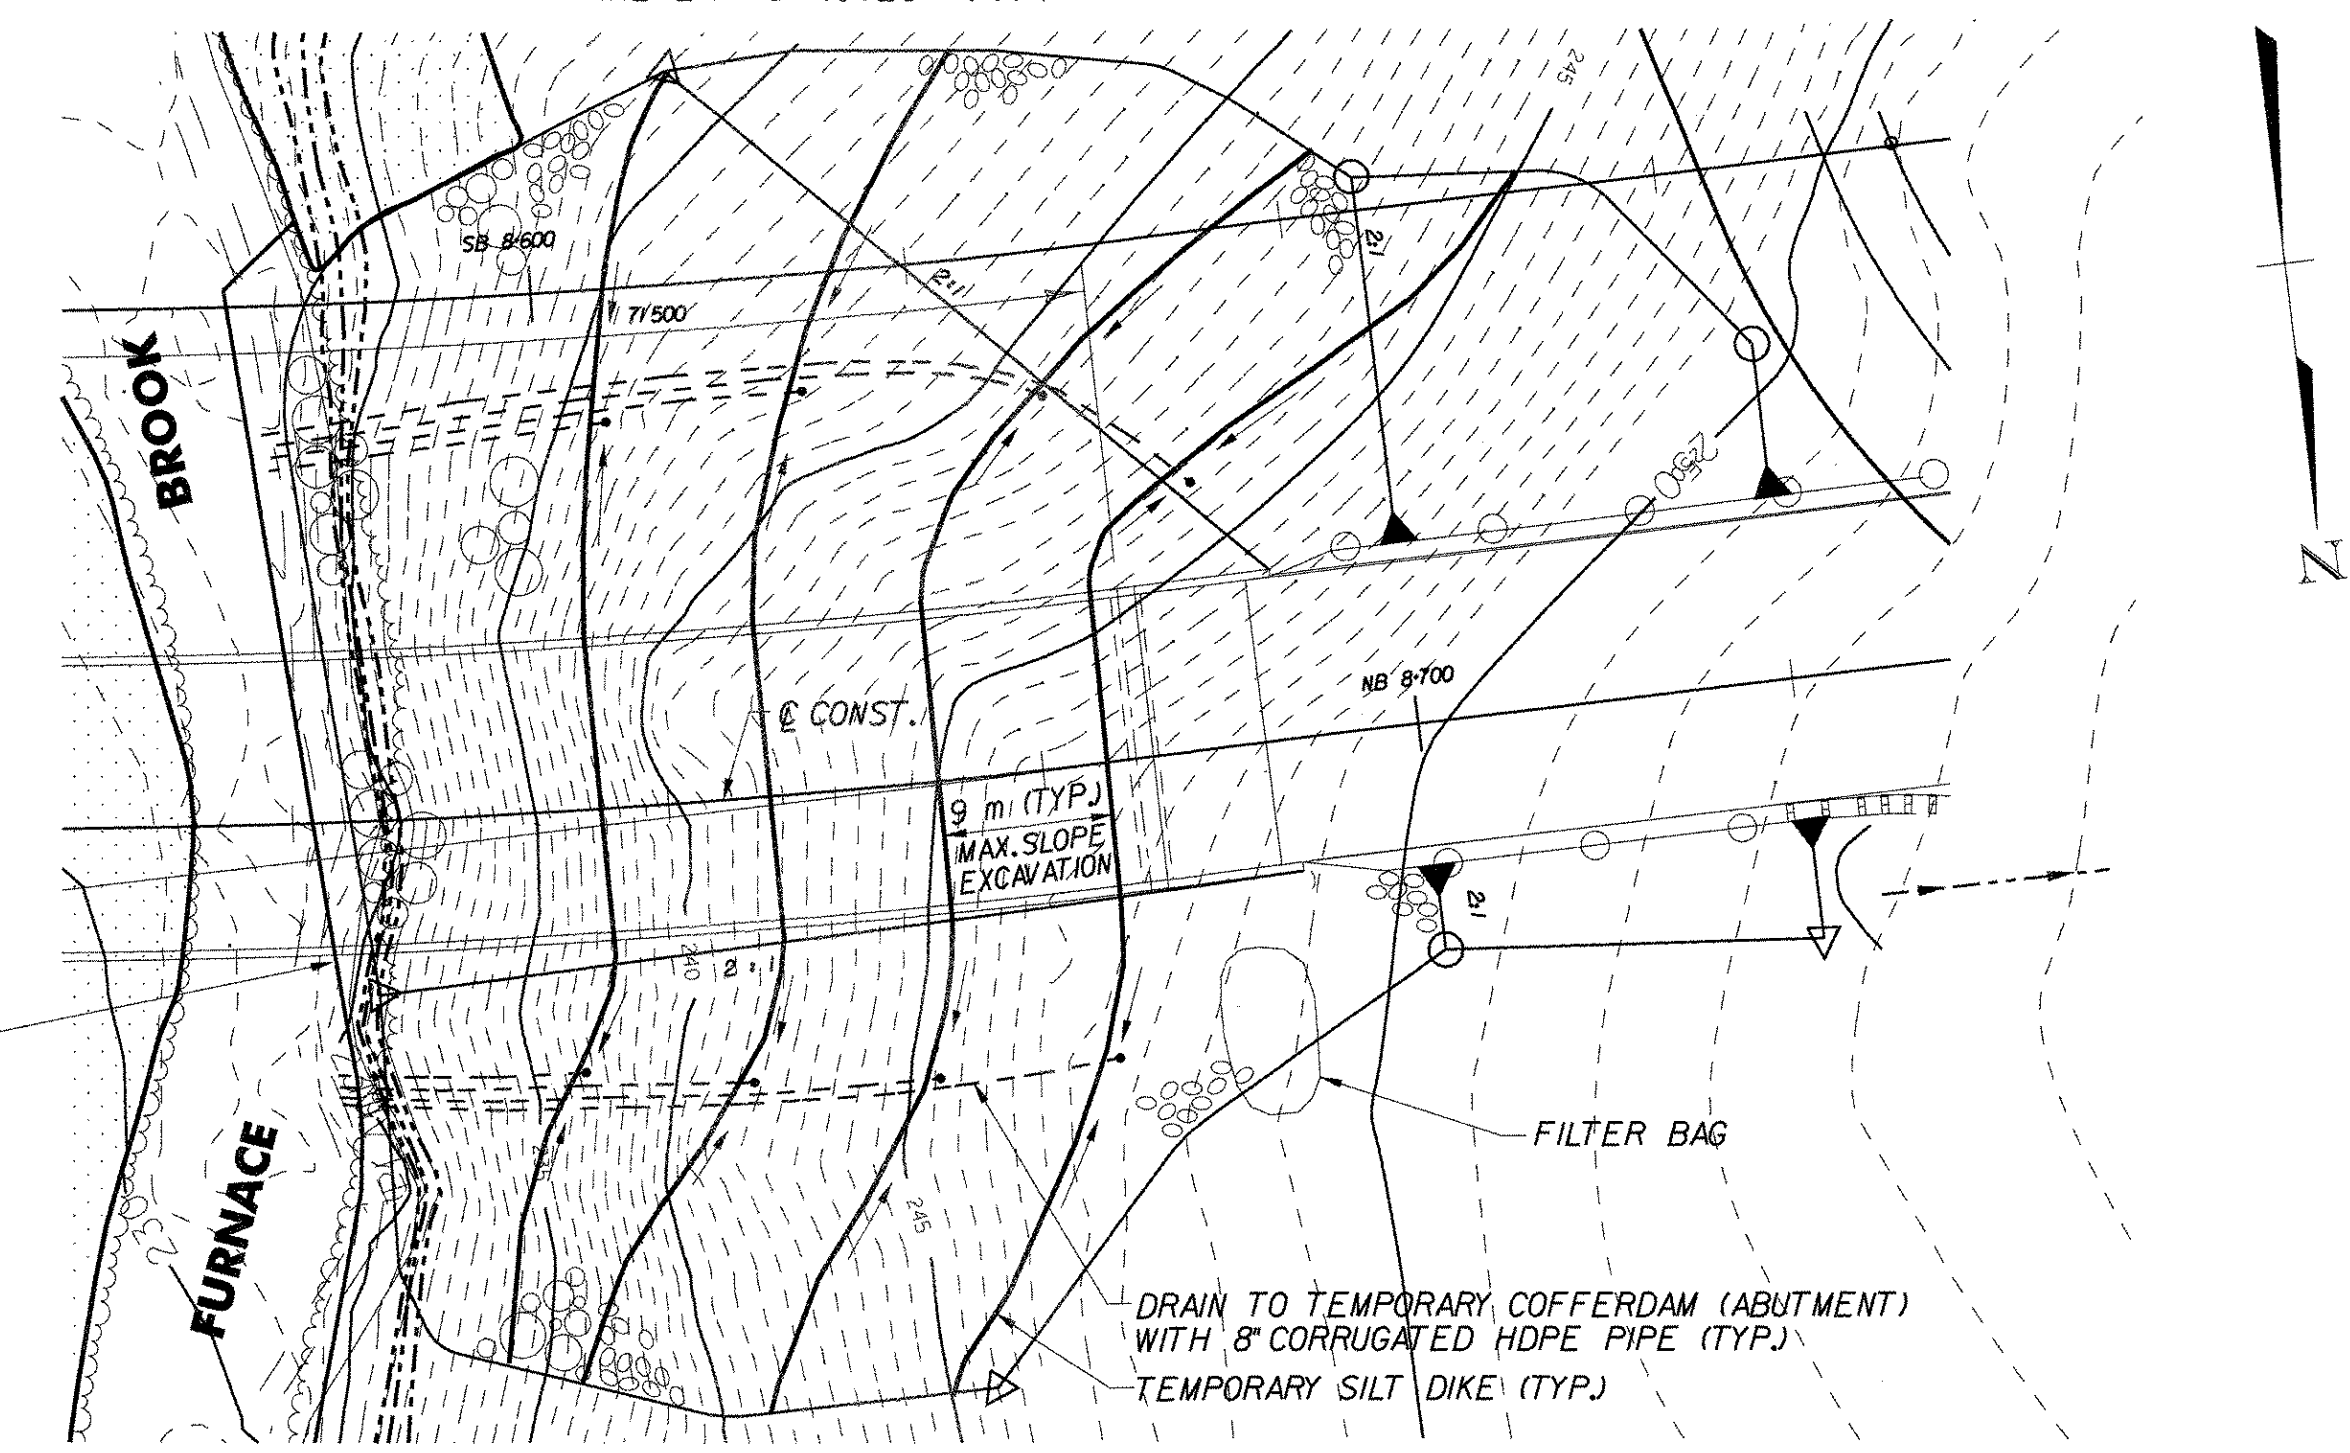 245
SB 8+600
2:1
2:1
7/500
BROOK
250
NB 8+700
℄ CONST.
9 m (TYP.)
MAX. SLOPE
EXCAVATION
2:1
240
2:1
FILTER BAG
FURNACE
235
245
DRAIN TO TEMPORARY COFFERDAM (ABUTMENT)
WITH 8" CORRUGATED HDPE PIPE (TYP.)
TEMPORARY SILT DIKE (TYP.)
N